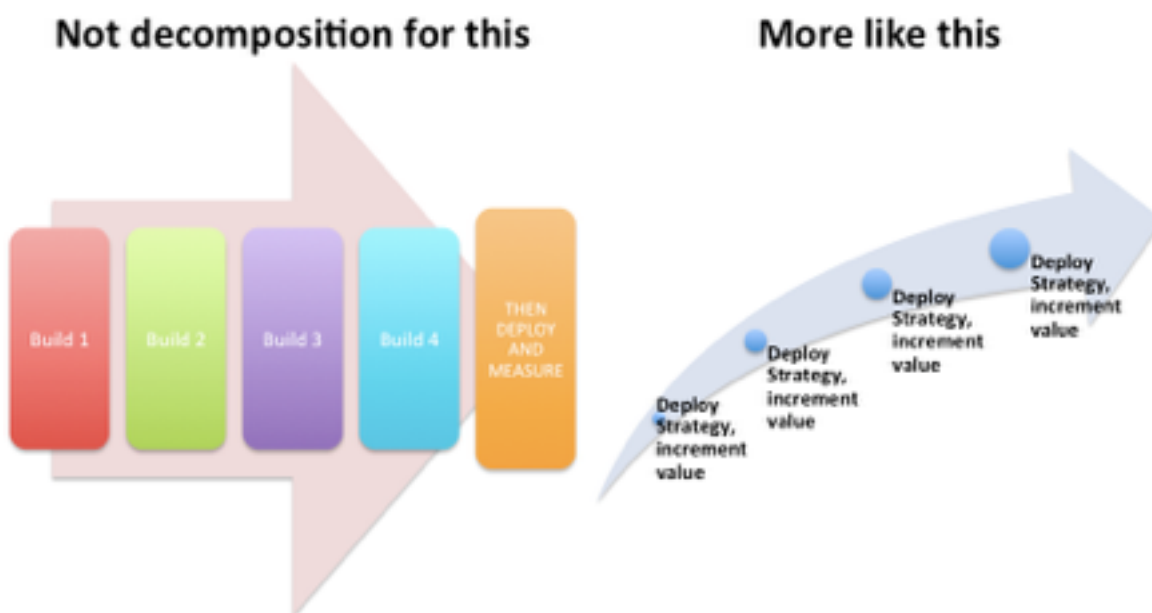 Not decomposition for this
More like this
Build 1
Build 2
Build 3
Build 4
THEN
DEPLOY
AND
MEASURE
Deploy
Strategy,
increment
value
Deploy
Strategy,
increment
value
Deploy
Strategy,
increment
value
Deploy
Strategy,
increment
value